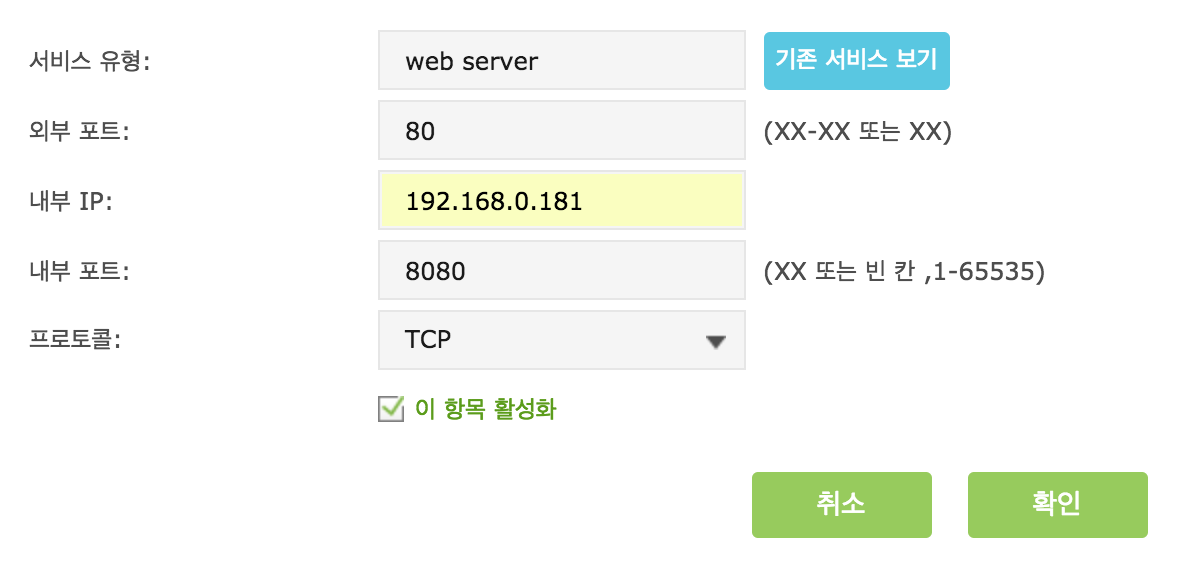 서비스 유형: web server 기존 서비스 보기
외부 포트: 80 (XX-XX 또는 XX)
내부 IP: 192.168.0.181
내부 포트: 8080 (XX 또는 빈 칸 ,1-65535)
프로토콜: TCP
이 항목 활성화
취소 확인